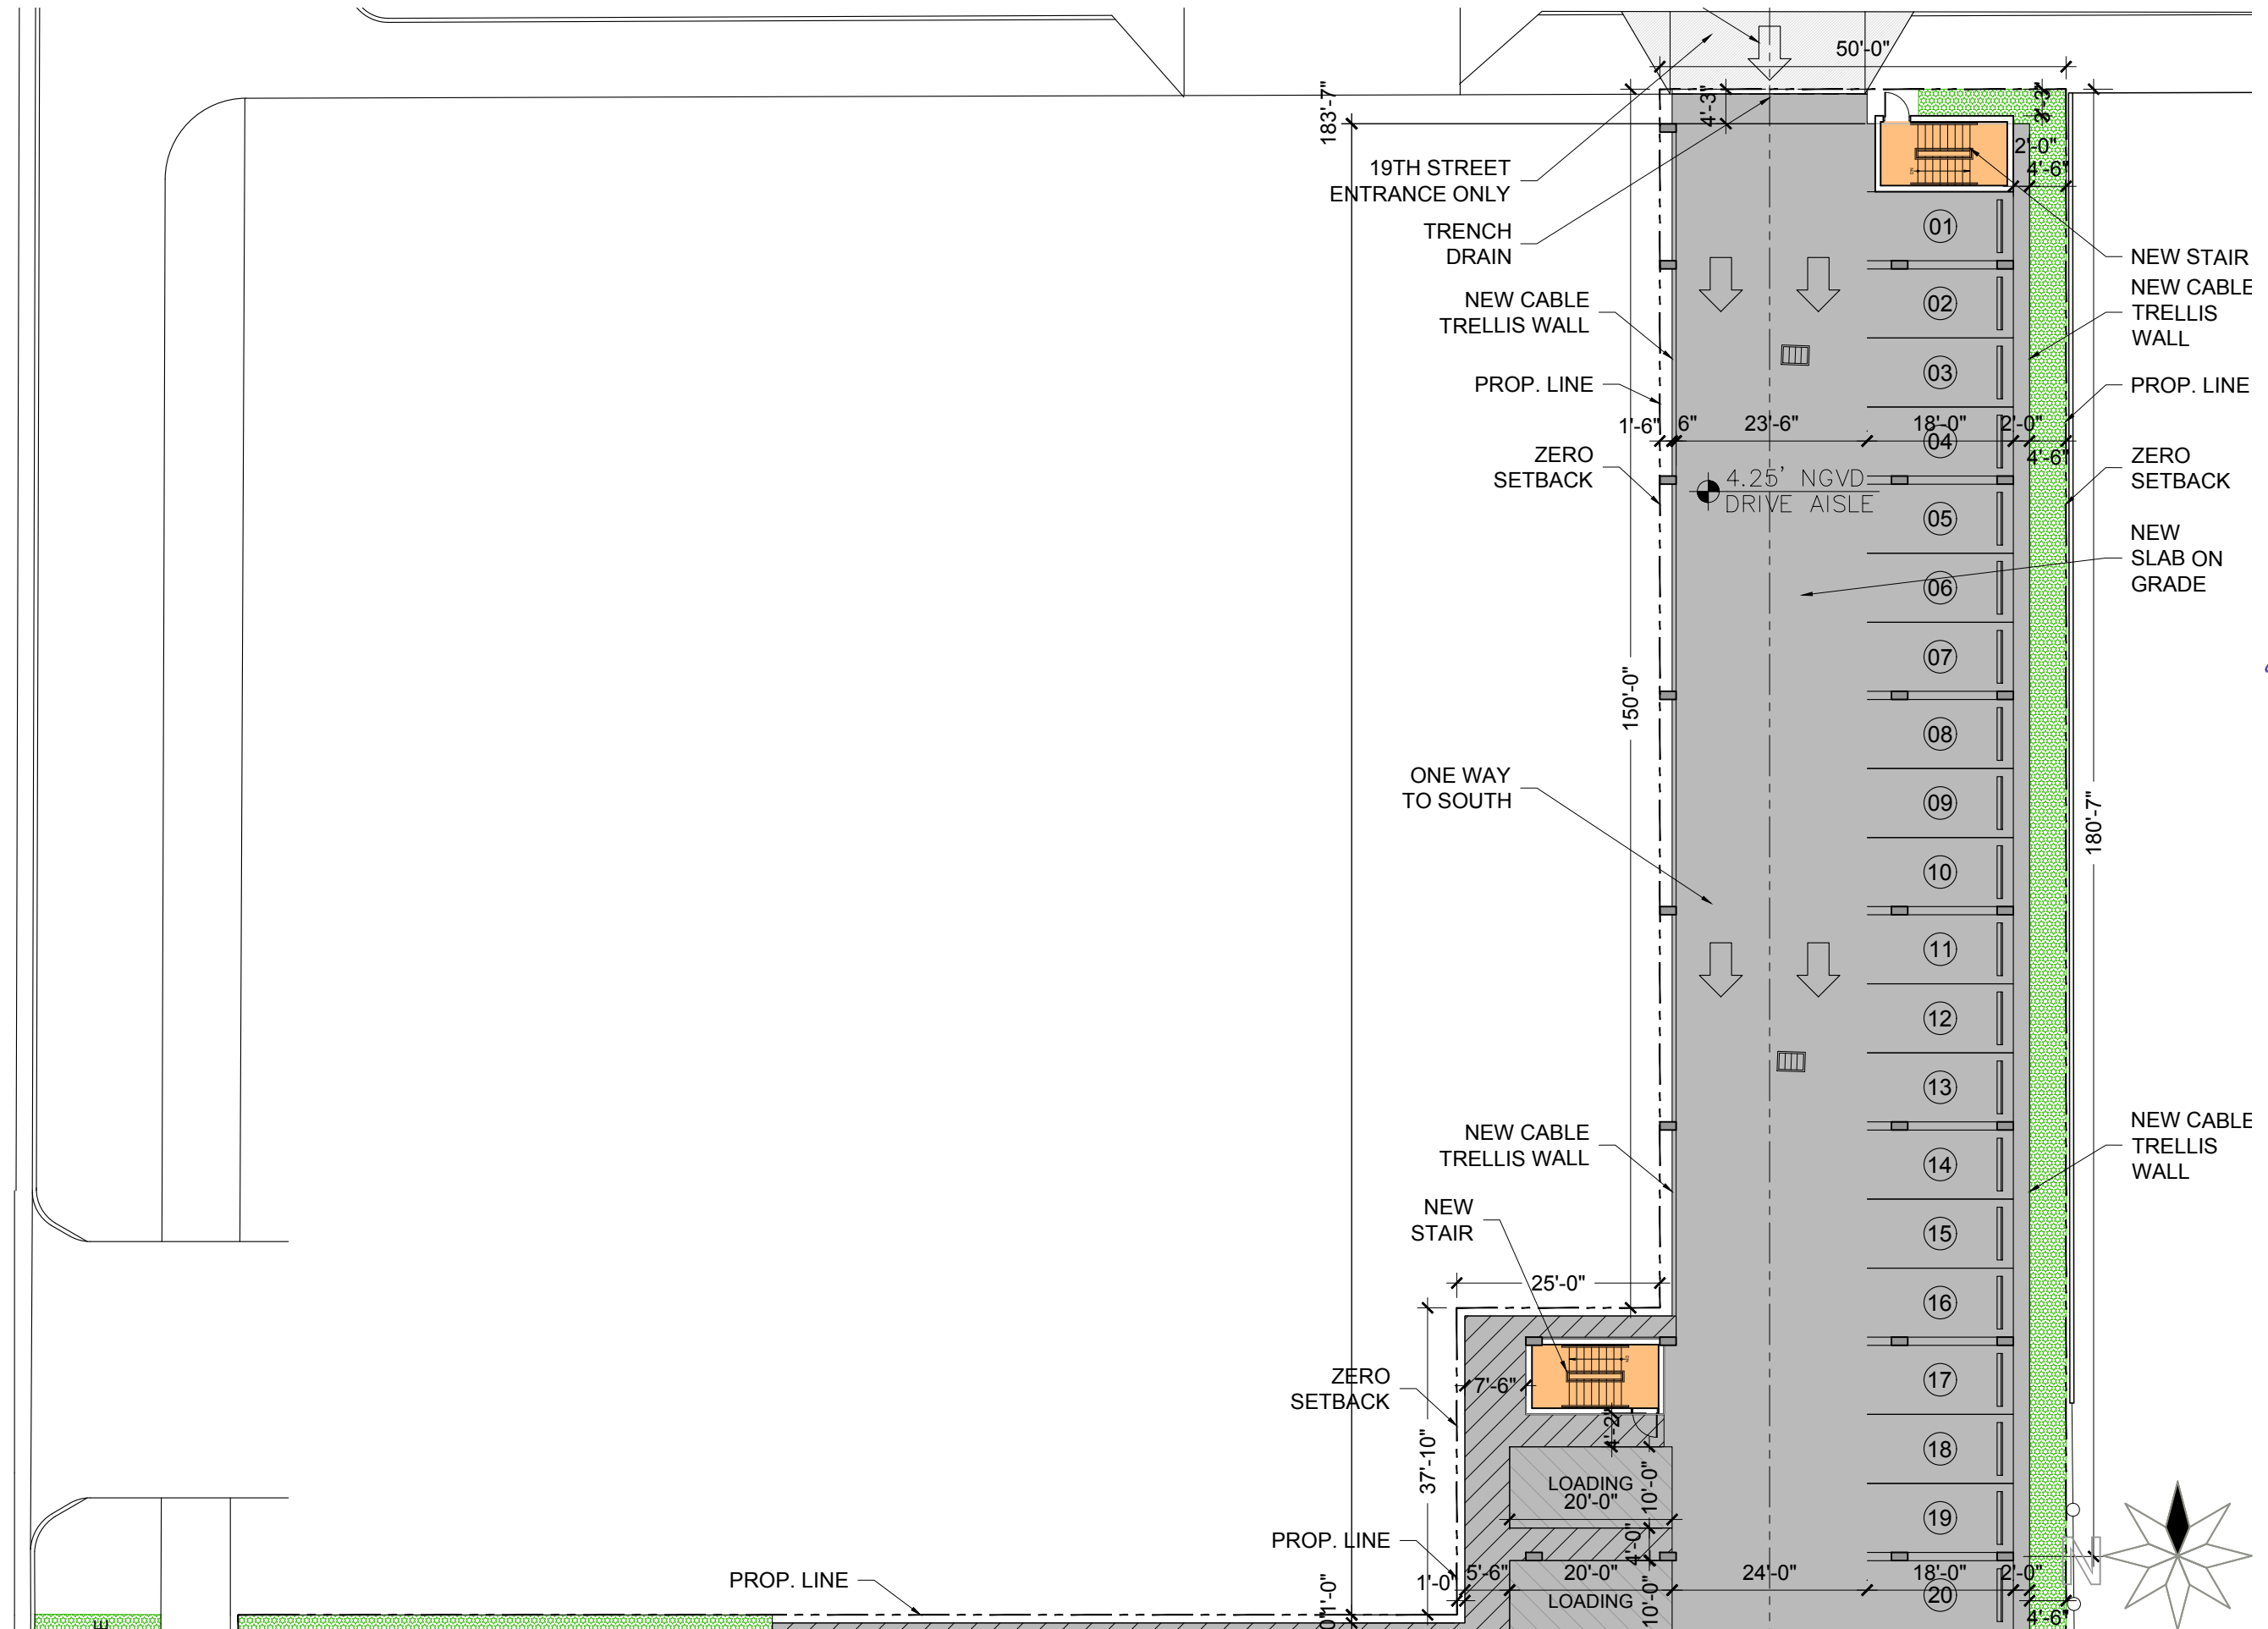 50'-0"
183'-7"
4'-3"
19TH STREET
ENTRANCE ONLY
TRENCH
DRAIN
NEW CABLE
TRELLIS WALL
PROP. LINE
ZERO
SETBACK
2'-0"
4'-6"
NEW STAIR
NEW CABLE
TRELLIS
WALL
PROP. LINE
ZERO
SETBACK
NEW
SLAB ON
GRADE
01
02
03
1'-6" 6" 23'-6" 18'-0" 2'-0"
04
4'-6"
4.25' NGVD
DRIVE AISLE
05
06
07
150'-0"
08
09
180'-7"
10
ONE WAY
TO SOUTH
11
12
13
NEW CABLE
TRELLIS WALL
NEW CABLE
TRELLIS
WALL
14
15
16
NEW
STAIR
25'-0"
ZERO
SETBACK
7'-6"
17
4'-2"
37'-10"
18
LOADING
20'-0"
10'-0"
19
PROP. LINE
4'-0"
N
PROP. LINE
1'-0" 5'-6" 20'-0" 24'-0" 18'-0" 2'-0"
LOADING
10'-0"
20
1'-0"
4'-6"